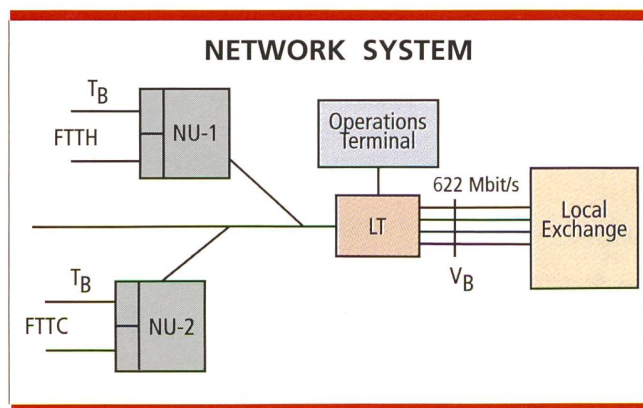 NETWORK SYSTEM
TB
FTTH
NU-1
Operations
Terminal
622 Mbit/s
LT
Local
Exchange
VB
TB
FTTC
NU-2